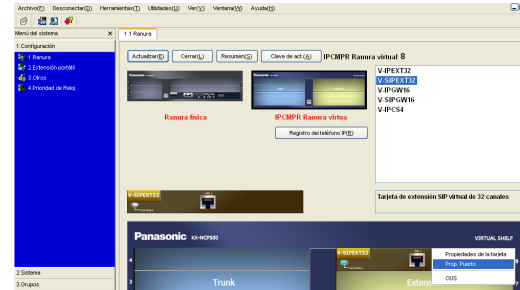 Archivo(F) Desconectar(D) Herramientas(T) Utilidades(U) Ver(V) Ventana(W) Ayuda(H)
Menú del sistema x
1.1 Ranura
1.Configuración
1.Ranura
2.Extensión portátil
3.Otros
4.Prioridad de Reloj
Actualizar(E) Cerrar(L) Resumen(S) Clave de act.(A) IPCMPR Ranura virtual 8
V-IPEXT32
V-SIPEXT32
V-IPGW16
V-SIPGW16
V-IPCS4
Ranura física
IPCMPR Ranura virtua
Registro del teléfono IP(R)
V-SIPEXT32
Tarjeta de extensión SIP virtual de 32 canales
Panasonic KX-NCP500
VIRTUAL SHELF
V-SIPEXT32
Propiedades de la tarjeta
Prop. Puerto
OUS
4
3
Trunk
Exten
2.Sistema
3.Grupos